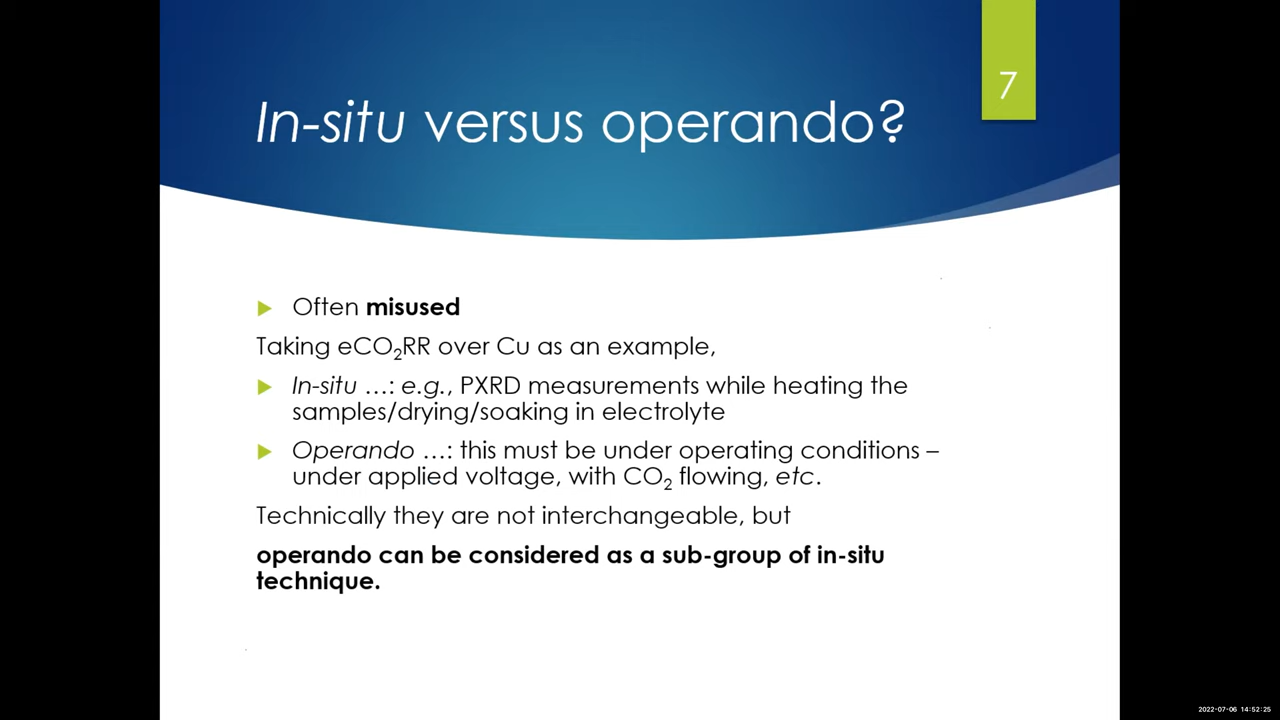 7
In-situ versus operando?
Often misused
Taking eCO₂RR over Cu as an example,
In-situ …: e.g., PXRD measurements while heating the
samples/drying/soaking in electrolyte
Operando …: this must be under operating conditions –
under applied voltage, with CO₂ flowing, etc.
Technically they are not interchangeable, but
operando can be considered as a sub-group of in-situ
technique.
2022-07-06 14:52:25